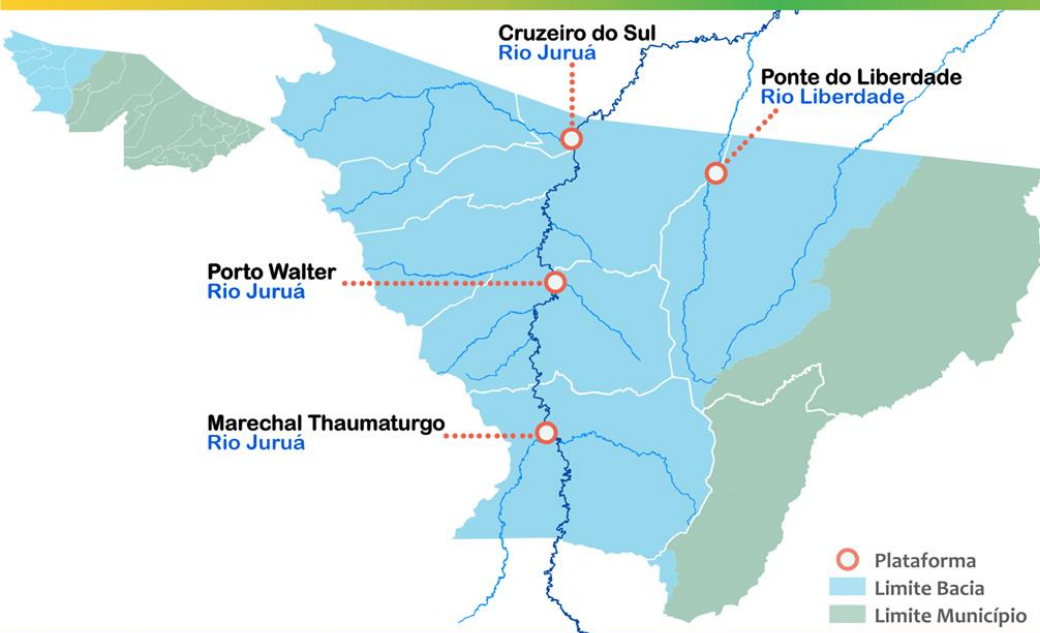 Cruzeiro do Sul
Rio Juruá
Ponte do Liberdade
Rio Liberdade
Porto Walter
Rio Juruá
Marechal Thaumaturgo
Rio Juruá
Plataforma
Limite Bacia
Limite Município